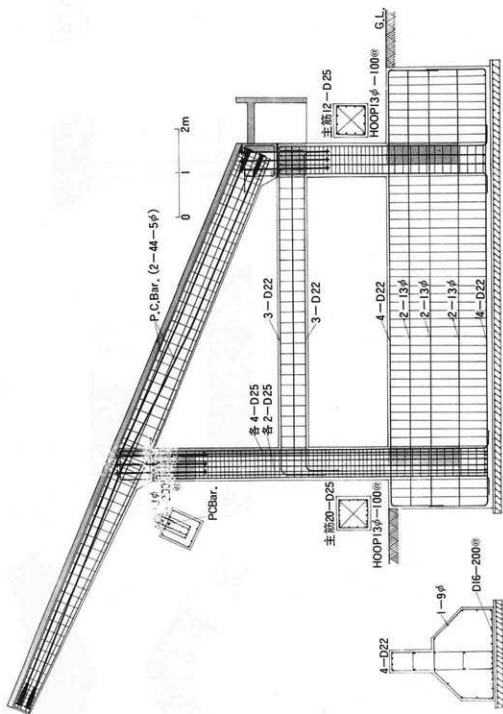 P.C.Bar. (2-44-5φ)
0 1 2m
各4-D25
各2-D25
3-D22
3-D22
PCBar.
主筋12-D25
HOOP13φ-100@
G.L.
主筋20-D25
HOOP13φ-100@
4-D22
2-13φ
2-13φ
2-13φ
4-D22
4-D22
1-9φ
D16-200@